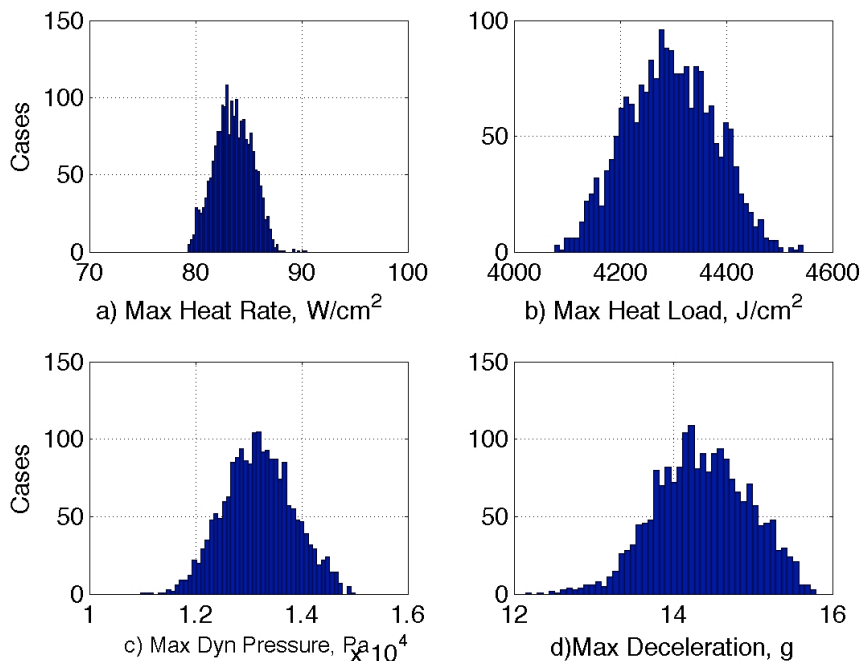 150
100
50
0
Cases
70 80 90 100
a) Max Heat Rate, W/cm²
100
50
0
4000 4200 4400 4600
b) Max Heat Load, J/cm²
150
100
50
0
Cases
1 1.2 1.4 1.6
c) Max Dyn Pressure, Pa
x 10⁴
150
100
50
0
12 14 16
d)Max Deceleration, g